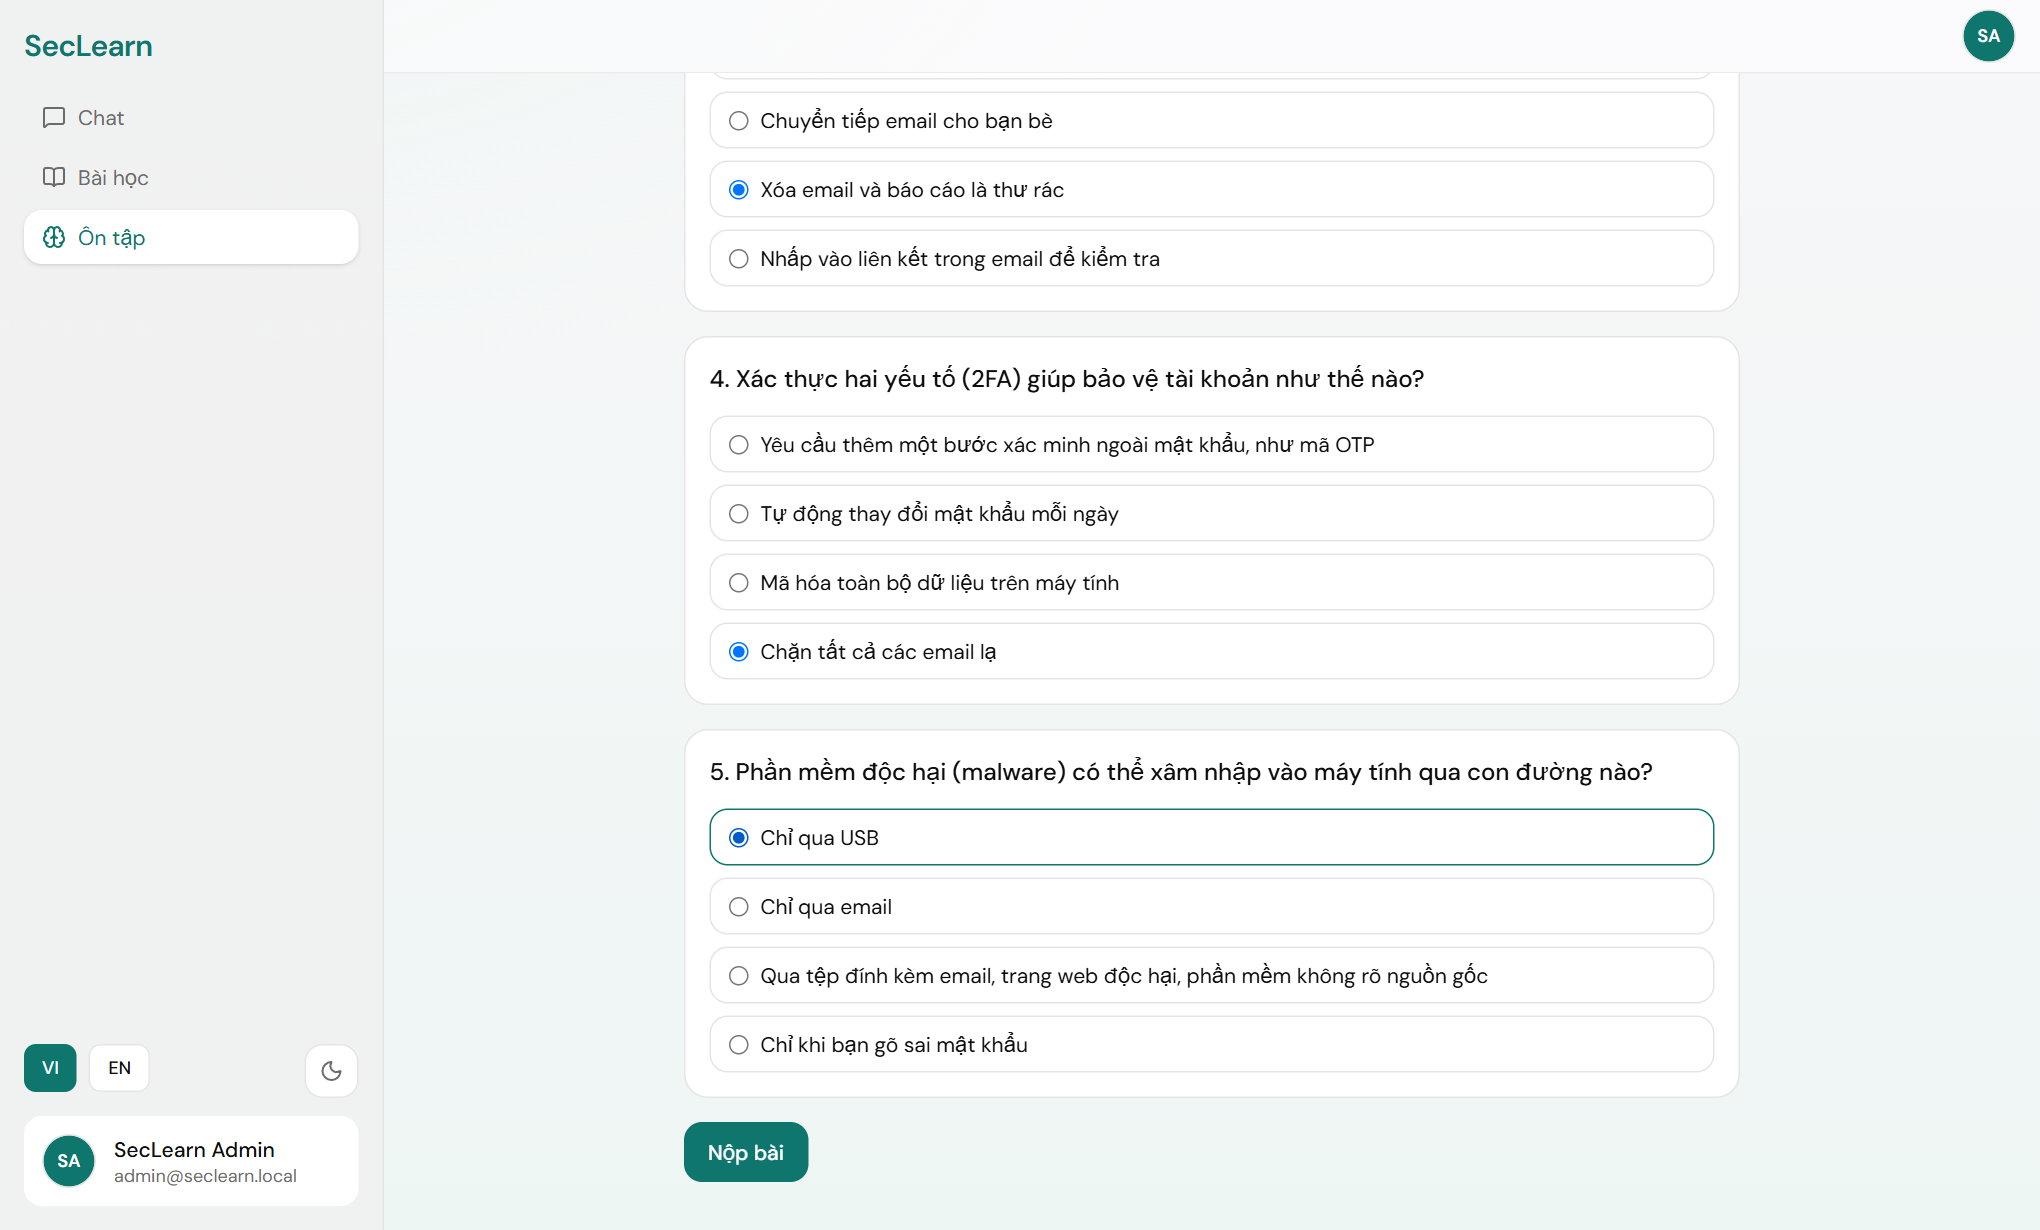 SecLearn
Chat
Bài học
Ôn tập
VI
EN
SA
SecLearn Admin
admin@seclearn.local
SA
Chuyển tiếp email cho bạn bè
Xóa email và báo cáo là thư rác
Nhấp vào liên kết trong email để kiểm tra
4. Xác thực hai yếu tố (2FA) giúp bảo vệ tài khoản như thế nào?
Yêu cầu thêm một bước xác minh ngoài mật khẩu, như mã OTP
Tự động thay đổi mật khẩu mỗi ngày
Mã hóa toàn bộ dữ liệu trên máy tính
Chặn tất cả các email lạ
5. Phần mềm độc hại (malware) có thể xâm nhập vào máy tính qua con đường nào?
Chỉ qua USB
Chỉ qua email
Qua tệp đính kèm email, trang web độc hại, phần mềm không rõ nguồn gốc
Chỉ khi bạn gõ sai mật khẩu
Nộp bài